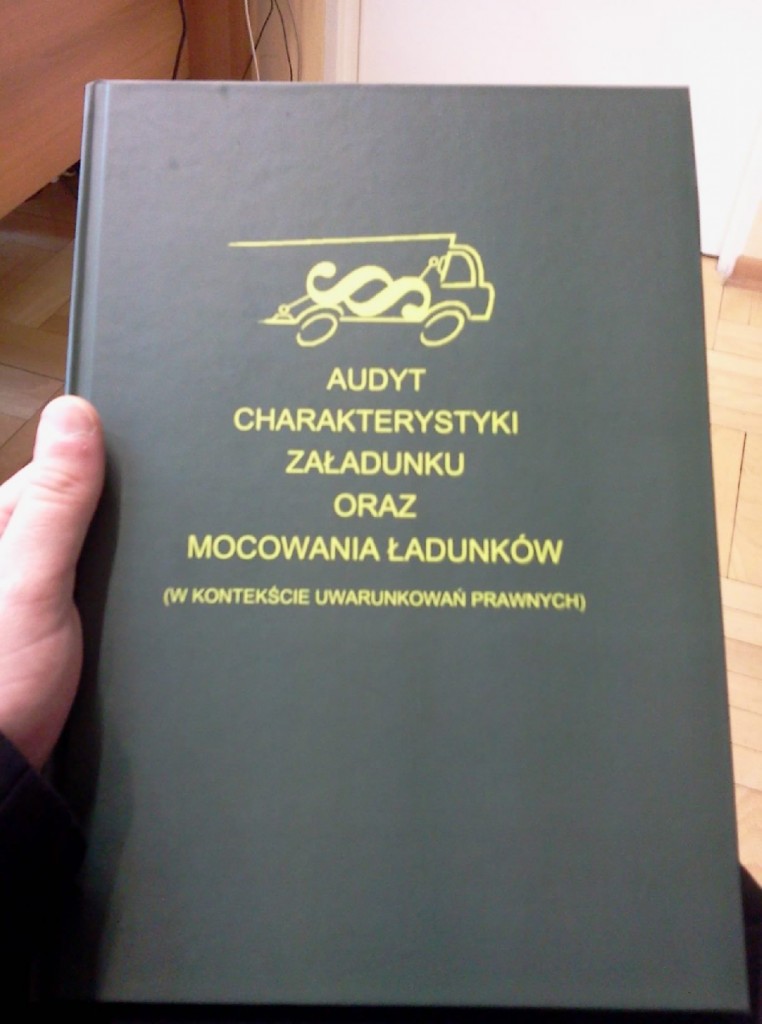 AUDYT
CHARAKTERYSTYKI
ZAŁADUNKU
ORAZ
MOCOWANIA ŁADUNKÓW
(W KONTEKŚCIE UWARUNKOWAŃ PRAWNYCH)